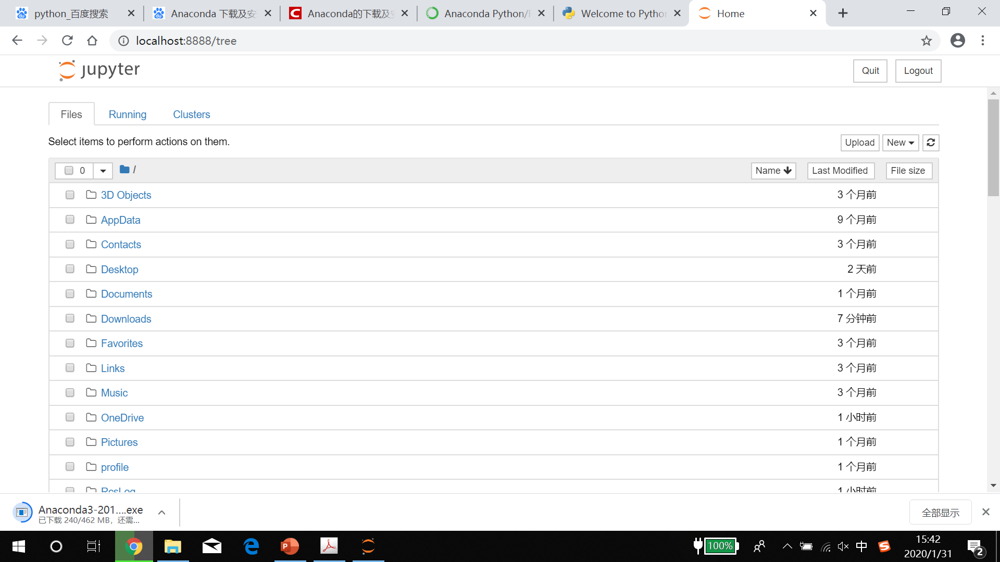 python_百度搜索
Anaconda 下载及安
Anaconda的下载及安
Anaconda Python/
Welcome to Python
Home
localhost:8888/tree
jupyter
Quit
Logout
Files
Running
Clusters
Select items to perform actions on them.
Upload
New
0
/
Name
Last Modified
File size
3D Objects
3 个月前
AppData
9 个月前
Contacts
3 个月前
Desktop
2 天前
Documents
1 个月前
Downloads
7 分钟前
Favorites
3 个月前
Links
3 个月前
Music
3 个月前
OneDrive
1 小时前
Pictures
1 个月前
profile
1 个月前
RcsLog
1 小时前
Anaconda3-201....exe
已下载 240/462 MB，还需...
全部显示
100%
中
15:42
2020/1/31
2